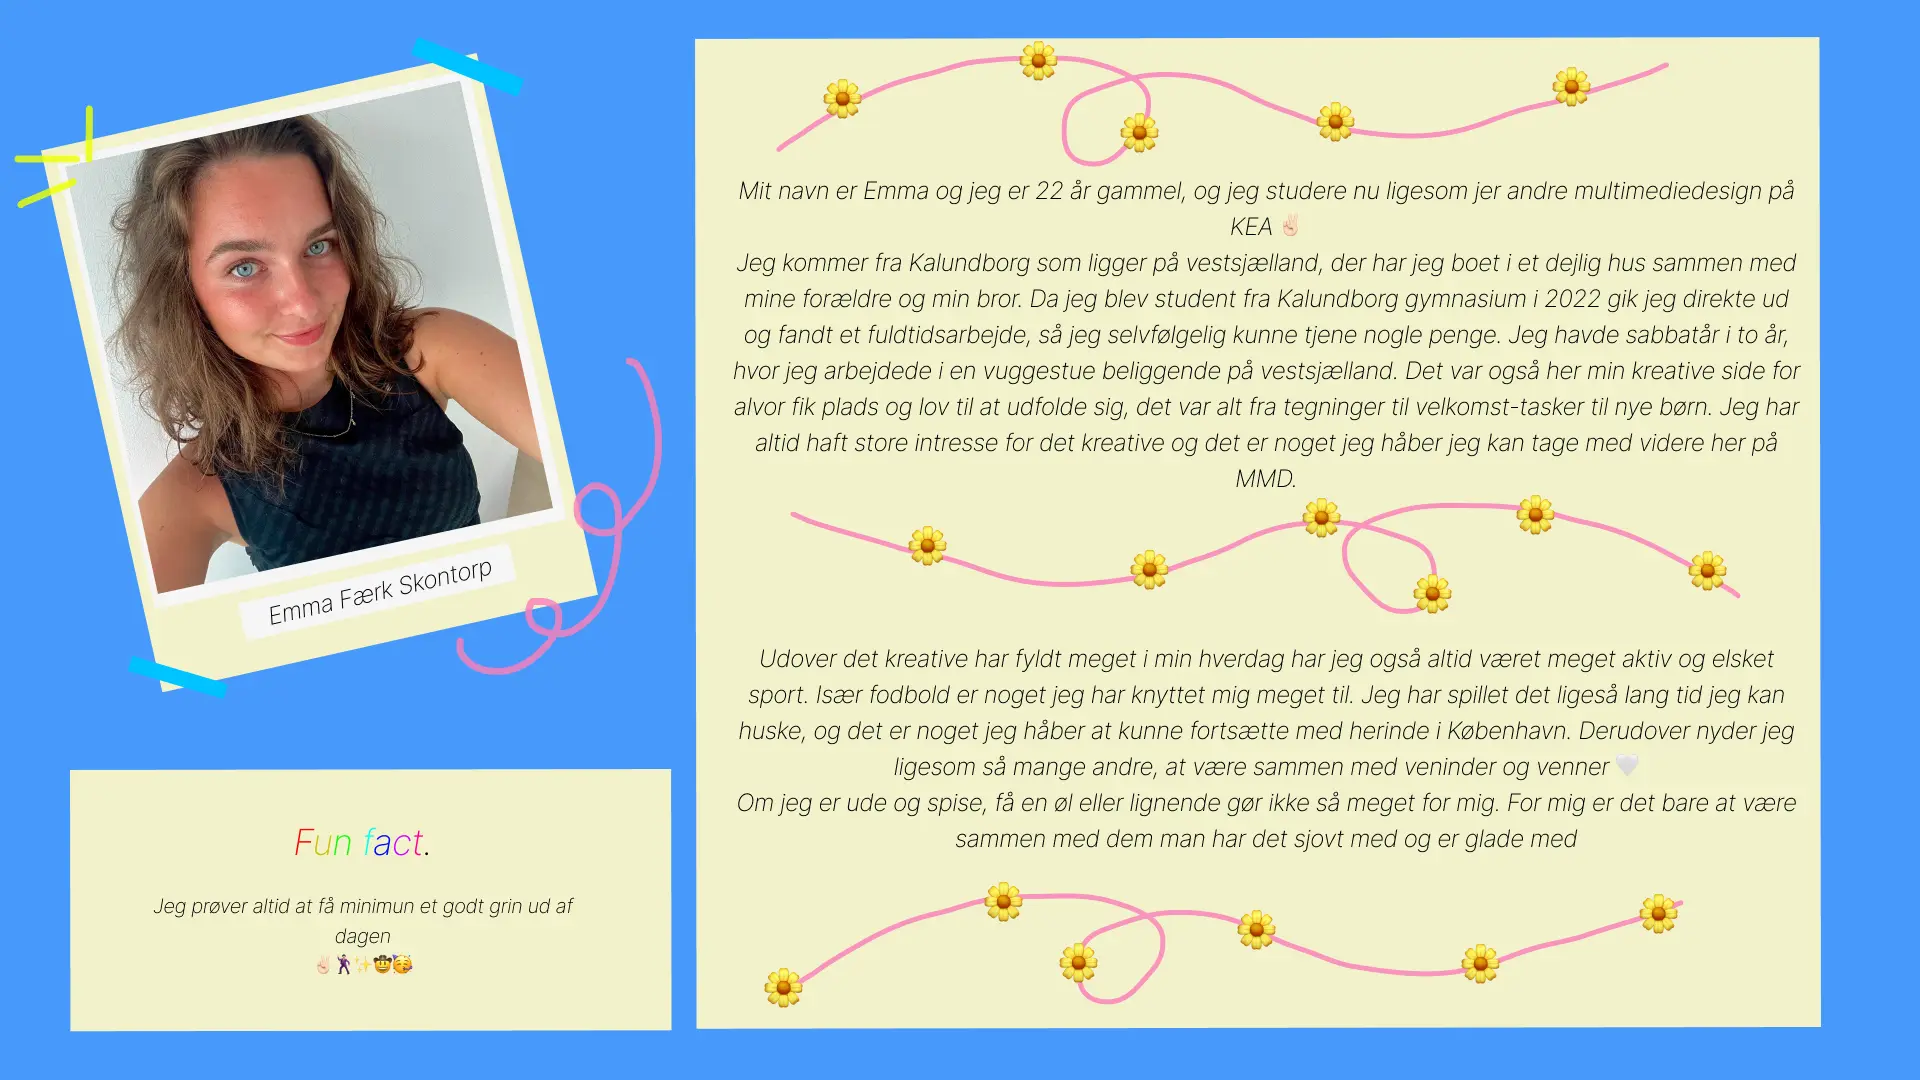 Emma Færk Skontorp
Fun fact.
Jeg prøver altid at få minimun et godt grin ud af
dagen
✌🏻🕺🏻✨🤠🥳
Mit navn er Emma og jeg er 22 år gammel, og jeg studere nu ligesom jer andre multimediedesign på
KEA ✌🏻
Jeg kommer fra Kalundborg som ligger på vestsjælland, der har jeg boet i et dejlig hus sammen med
mine forældre og min bror. Da jeg blev student fra Kalundborg gymnasium i 2022 gik jeg direkte ud
og fandt et fuldtidsarbejde, så jeg selvfølgelig kunne tjene nogle penge. Jeg havde sabbatår i to år,
hvor jeg arbejdede i en vuggestue beliggende på vestsjælland. Det var også her min kreative side for
alvor fik plads og lov til at udfolde sig, det var alt fra tegninger til velkomst-tasker til nye børn. Jeg har
altid haft store intresse for det kreative og det er noget jeg håber jeg kan tage med videre her på
MMD.
Udover det kreative har fyldt meget i min hverdag har jeg også altid været meget aktiv og elsket
sport. Især fodbold er noget jeg har knyttet mig meget til. Jeg har spillet det ligeså lang tid jeg kan
huske, og det er noget jeg håber at kunne fortsætte med herinde i København. Derudover nyder jeg
ligesom så mange andre, at være sammen med veninder og venner 🤍
Om jeg er ude og spise, få en øl eller lignende gør ikke så meget for mig. For mig er det bare at være
sammen med dem man har det sjovt med og er glade med